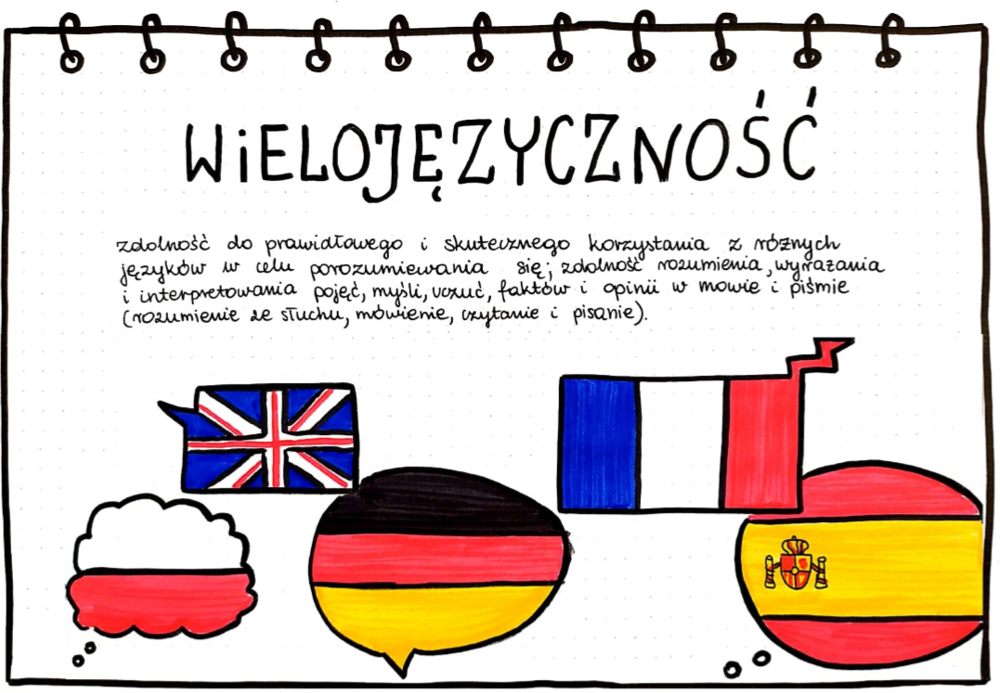 WiELOJĘZYCZNOŚĆ
zdolność do prawidłowego i skutecznego korzystania z różnych
języków w celu porozumiewania się; zdolność rozumienia, wyrażania
i interpretowania pojęć, myśli, uczuć, faktów i opinii w mowie i piśmie
(rozumienie ze słuchu, mówienie, czytanie i pisanie).